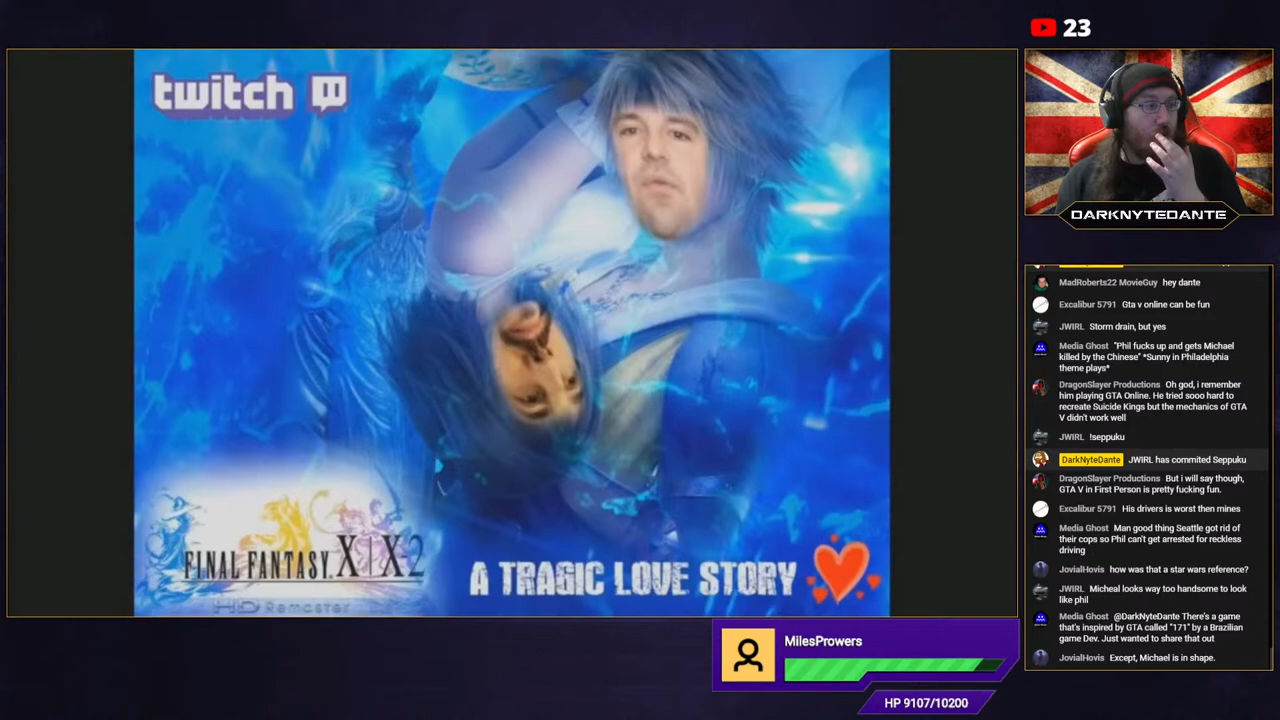 23
twitch
FINAL FANTASY X|X-2
HD Remaster
A TRAGIC LOVE STORY
DARKNYTEDANTE
MadRoberts22 MovieGuy hey dante
Excalibur 5791 Gta v online can be fun
JWIRL Storm drain, but yes
Media Ghost "Phil fucks up and gets Michael
killed by the Chinese" *Sunny in Philadelphia
theme plays*
DragonSlayer Productions Oh god, i remember
him playing GTA Online. He tried sooo hard to
recreate Suicide Kings but the mechanics of GTA
V didn't work well
JWIRL !seppuku
DarkNyteDante JWIRL has commited Seppuku
DragonSlayer Productions But i will say though,
GTA V in First Person is pretty fucking fun.
Excalibur 5791 His drivers is worst then mines
Media Ghost Man good thing Seattle got rid of
their cops so Phil can't get arrested for reckless
driving
JovialHovis how was that a star wars reference?
JWIRL Micheal looks way too handsome to look
like phil
Media Ghost @DarkNyteDante There's a game
that's inspired by GTA called "171" by a Brazilian
game Dev. Just wanted to share that out
JovialHovis Except, Michael is in shape.
MilesProwers
HP 9107/10200